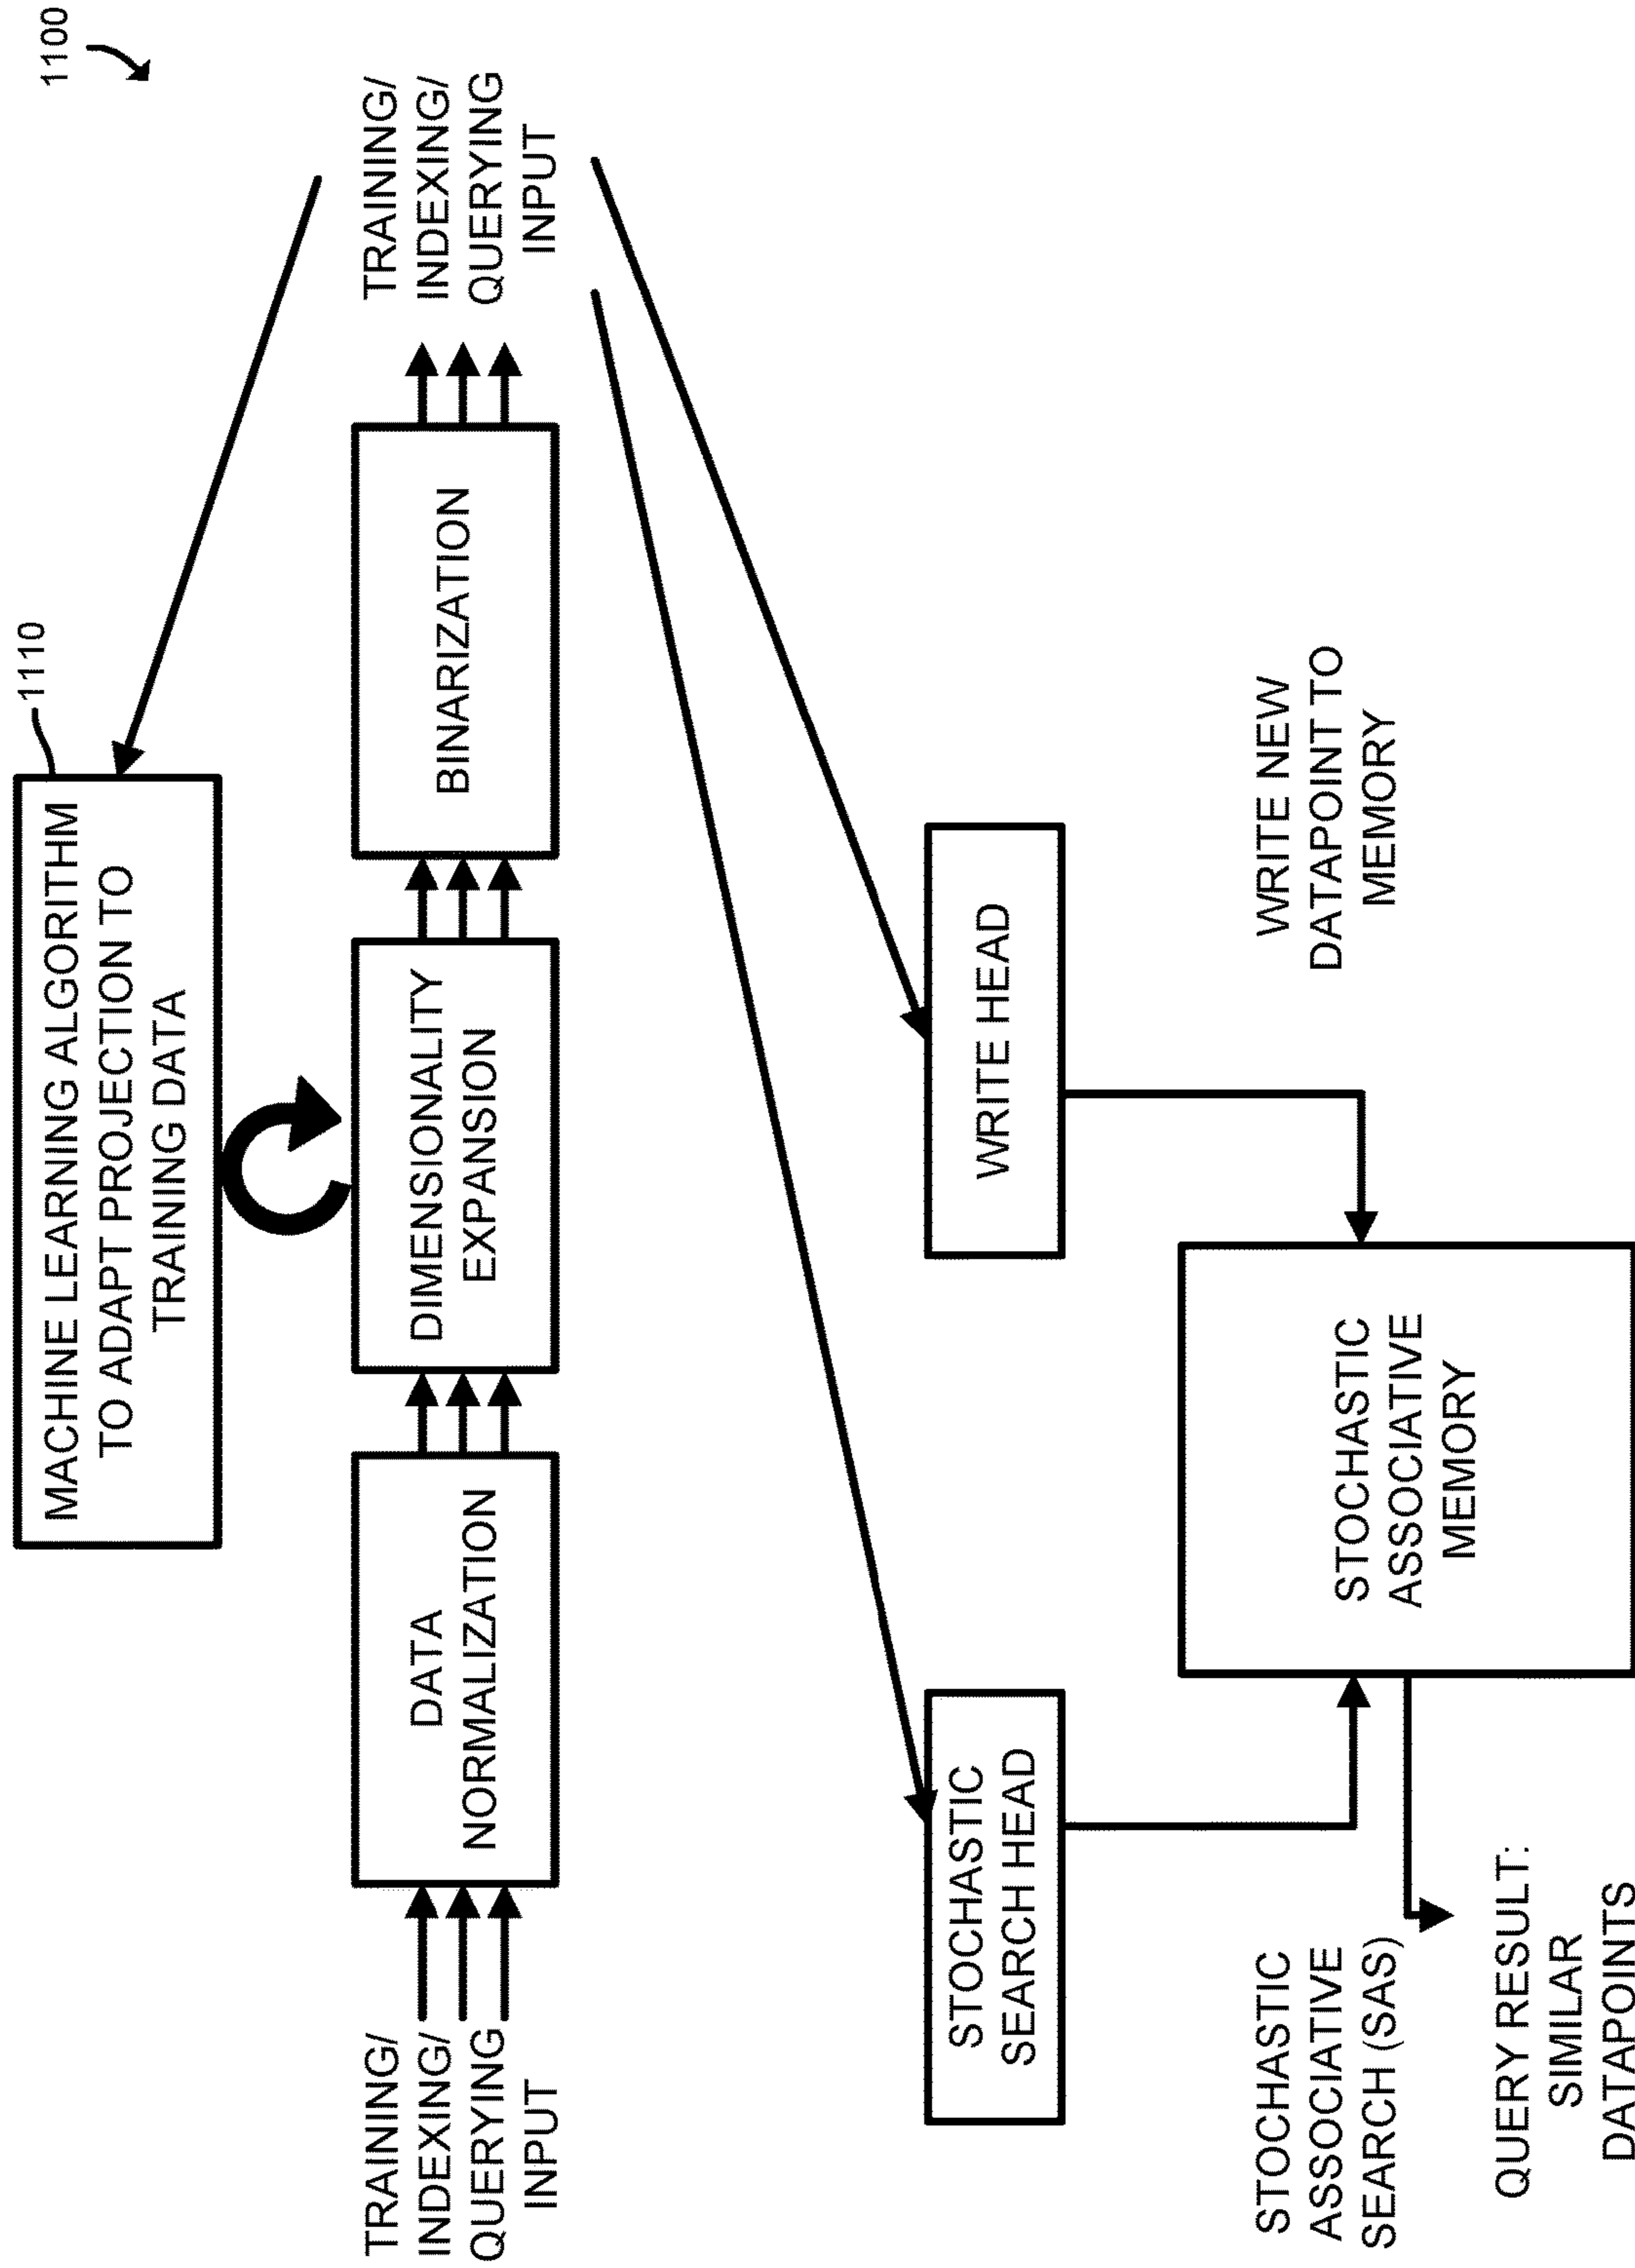 1100
MACHINE LEARNING ALGORITHM
TO ADAPT PROJECTION TO
TRAINING DATA
1110
TRAINING/
INDEXING/
QUERYING
INPUT
DATA
NORMALIZATION
DIMENSIONALITY
EXPANSION
BINARIZATION
TRAINING/
INDEXING/
QUERYING
INPUT
STOCHASTIC
SEARCH HEAD
WRITE HEAD
STOCHASTIC
ASSOCIATIVE
SEARCH (SAS)
STOCHASTIC
ASSOCIATIVE
MEMORY
WRITE NEW
DATAPOINT TO
MEMORY
QUERY RESULT:
SIMILAR
DATAPOINTS